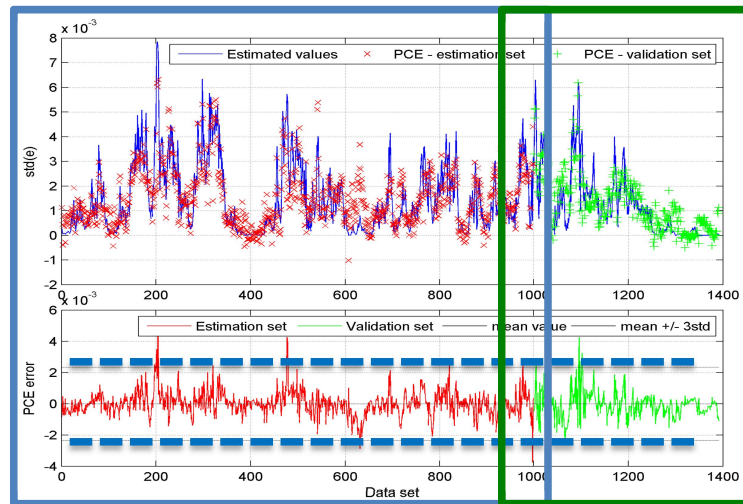 x 10⁻³
8
Estimated values
PCE - estimation set
PCE - validation set
7
6
5
4
3
2
1
0
-1
-2
std(e)
0 200 400 600 800 1000 1200 1400
x 10⁻³
6
Estimation set
Validation set
mean value
mean +/- 3std
4
2
0
-2
-4
PCE error
0 200 400 600 800 1000 1200 1400
Data set